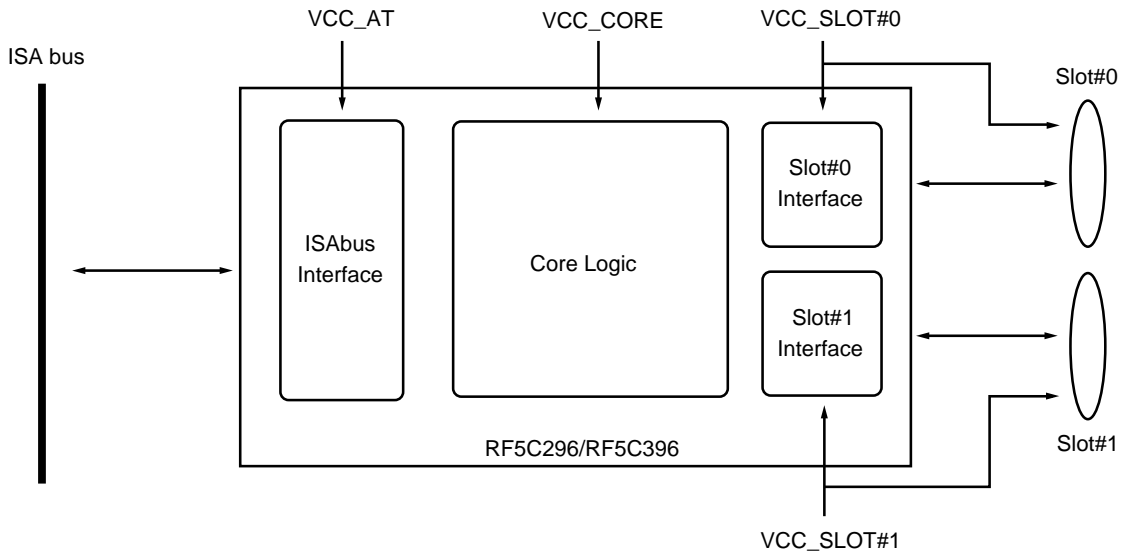 VCC_AT
VCC_CORE
VCC_SLOT#0
ISA bus
Slot#0
Slot#0
Interface
ISAbus
Interface
Core Logic
Slot#1
Interface
RF5C296/RF5C396
Slot#1
VCC_SLOT#1